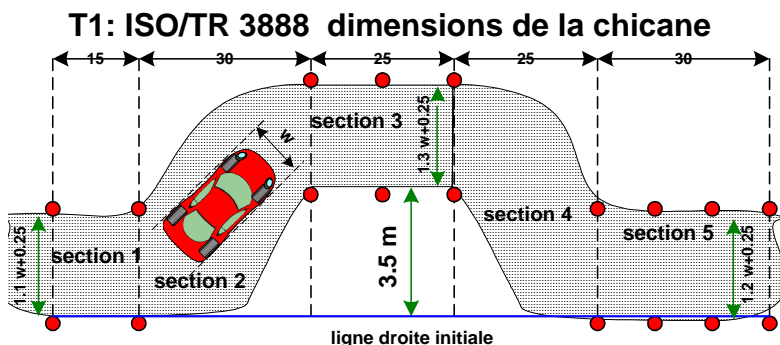 T1: ISO/TR 3888 dimensions de la chicane
15 30 25 25 30
section 3
w
1.3 w+0.25
section 4
section 5
section 1
section 2
1.1 w+0.25
3.5 m
1.2 w+0.25
ligne droite initiale